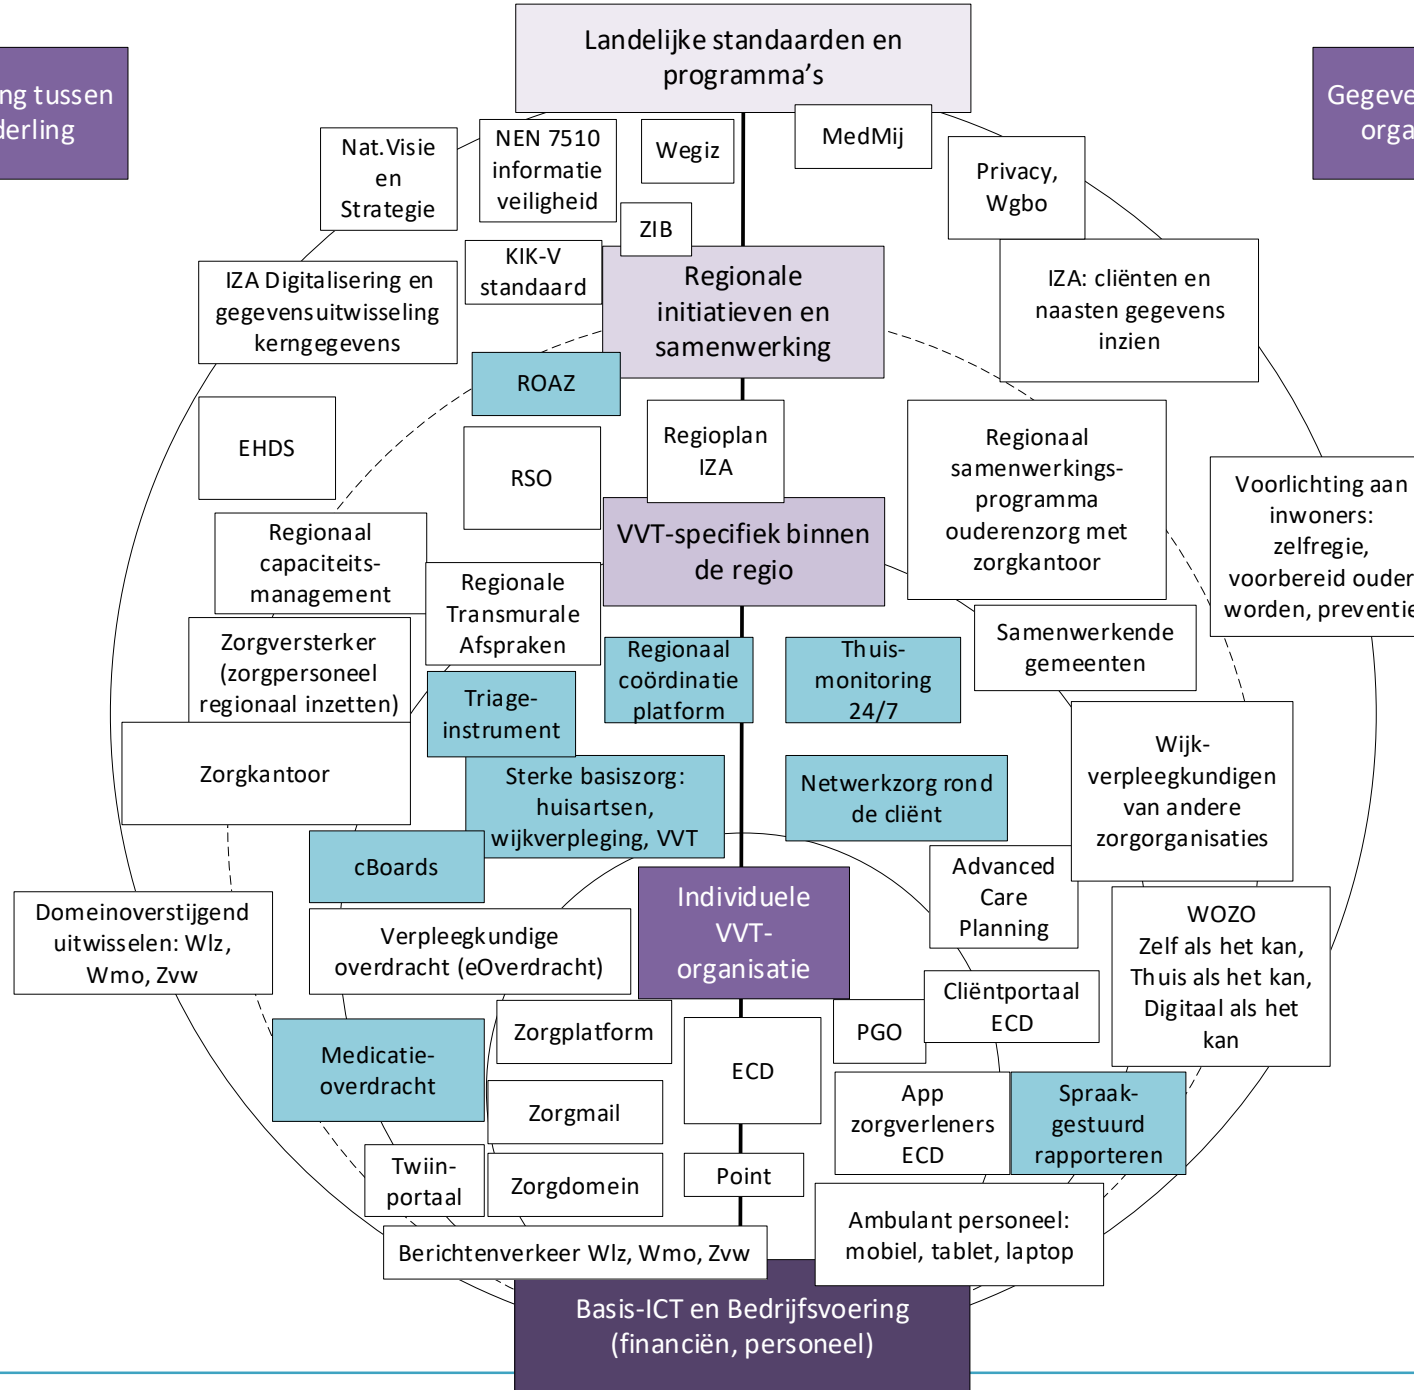 Landelijke standaarden en
programma's
ng tussen
derling
Gegeve
orga
Nat.Visie
en
Strategie
NEN 7510
informatie
veiligheid
Wegiz
MedMij
Privacy,
Wgbo
ZIB
KIK-V
standaard
IZA Digitalisering en
gegevensuitwisseling
kerngegevens
Regionale
initiatieven en
samenwerking
IZA: cliënten en
naasten gegevens
inzien
ROAZ
EHDS
RSO
Regioplan
IZA
Regionaal
samenwerkings-
programma
ouderenzorg met
zorgkantoor
Voorlichting aan
inwoners:
zelfregie,
voorbereid ouder
worden, preventie
Regionaal
capaciteits-
management
VVT-specifiek binnen
de regio
Regionale
Transmurale
Afspraken
Zorgversterker
(zorgpersoneel
regionaal inzetten)
Samenwerkende
gemeenten
Regionaal
coördinatie
platform
Thuis-
monitoring
24/7
Triage-
instrument
Zorgkantoor
Sterke basiszorg:
huisartsen,
wijkverpleging, VVT
Netwerkzorg rond
de cliënt
Wijk-
verpleegkundigen
van andere
zorgorganisaties
cBoards
Advanced
Care
Planning
Individuele
VVT-
organisatie
Domeinoverstijgend
uitwisselen: Wlz,
Wmo, Zvw
Verpleegkundige
overdracht (eOverdracht)
WOZO
Zelf als het kan,
Thuis als het kan,
Digitaal als het
kan
Cliëntportaal
ECD
Zorgplatform
ECD
PGO
Medicatie-
overdracht
Zorgmail
App
zorgverleners
ECD
Spraak-
gestuurd
rapporteren
Twiin-
portaal
Zorgdomein
Point
Ambulant personeel:
mobiel, tablet, laptop
Berichtenverkeer Wlz, Wmo, Zvw
Basis-ICT en Bedrijfsvoering
(financiën, personeel)